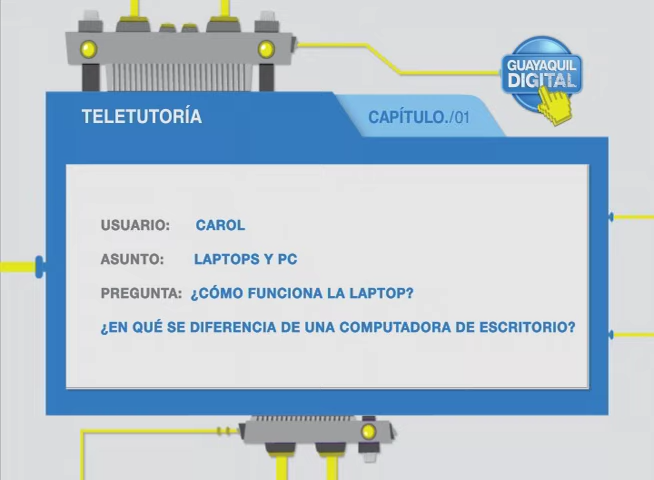 GUAYAQUIL
DIGITAL
TELETUTORÍA
CAPÍTULO./01
USUARIO: CAROL
ASUNTO: LAPTOPS Y PC
PREGUNTA: ¿CÓMO FUNCIONA LA LAPTOP?
¿EN QUÉ SE DIFERENCIA DE UNA COMPUTADORA DE ESCRITORIO?